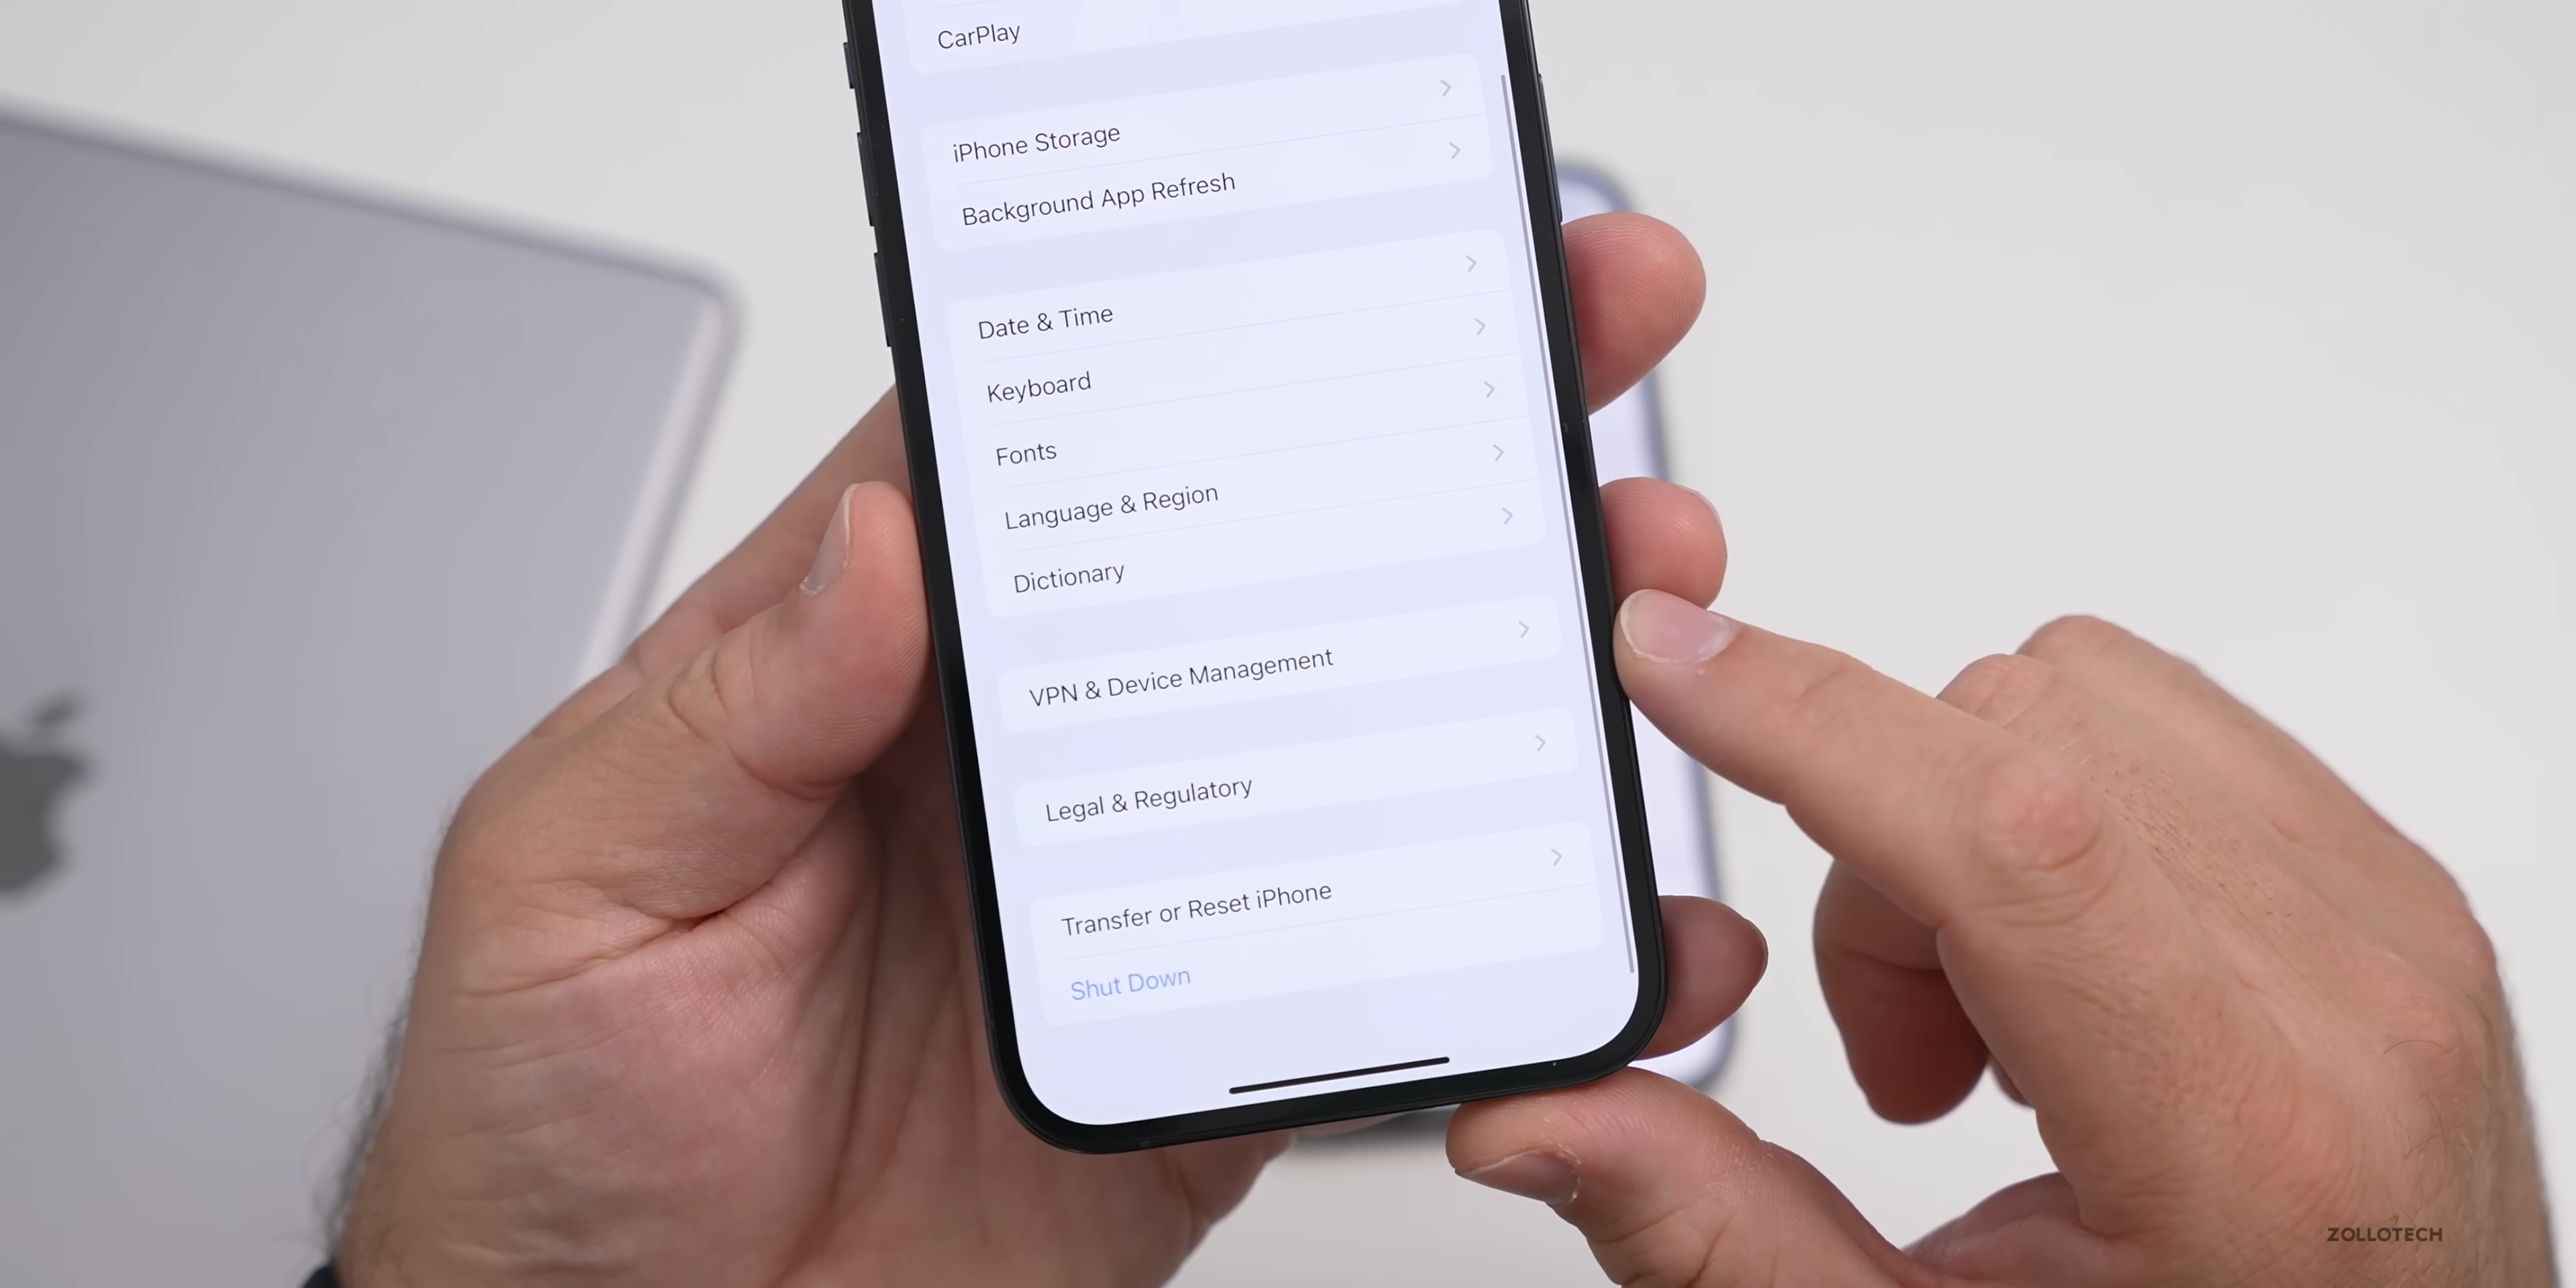 CarPlay
iPhone Storage
Background App Refresh
Date & Time
Keyboard
Fonts
Language & Region
Dictionary
VPN & Device Management
Legal & Regulatory
Transfer or Reset iPhone
Shut Down
ZOLLOTECH